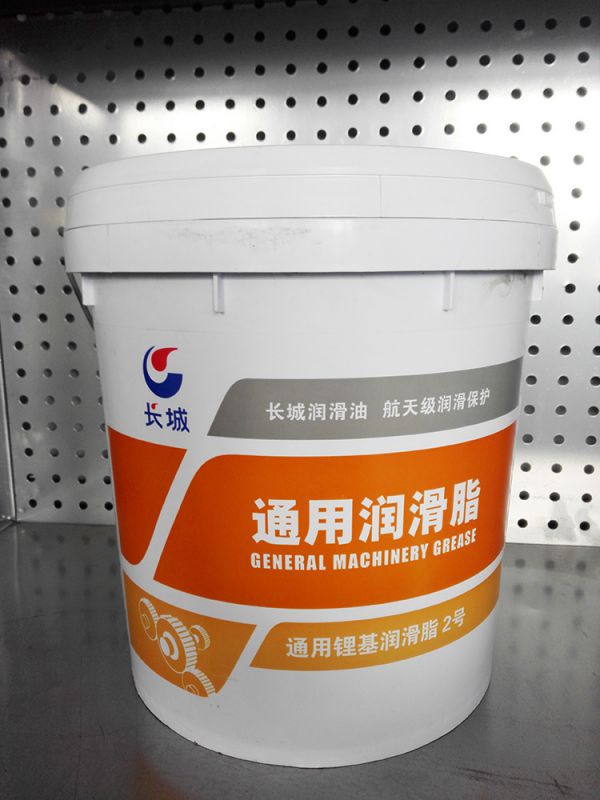 长城
长城润滑油 航天级润滑保护
通用润滑脂
GENERAL MACHINERY GREASE
通用锂基润滑脂 2号